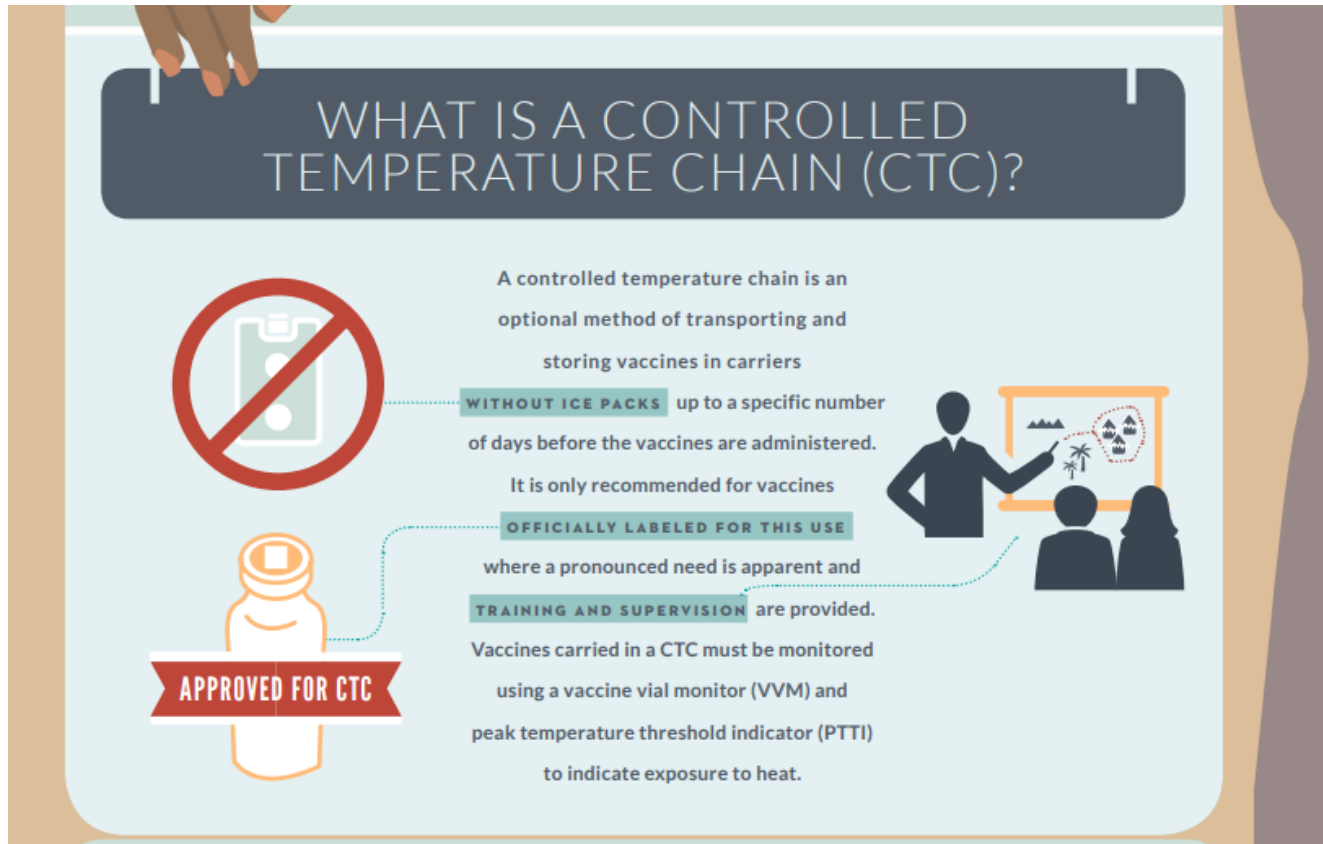 WHAT IS A CONTROLLED
TEMPERATURE CHAIN (CTC)?
A controlled temperature chain is an
optional method of transporting and
storing vaccines in carriers
WITHOUT ICE PACKS up to a specific number
of days before the vaccines are administered.
It is only recommended for vaccines
OFFICIALLY LABELED FOR THIS USE
where a pronounced need is apparent and
TRAINING AND SUPERVISION are provided.
Vaccines carried in a CTC must be monitored
using a vaccine vial monitor (VVM) and
peak temperature threshold indicator (PTTI)
to indicate exposure to heat.
APPROVED FOR CTC